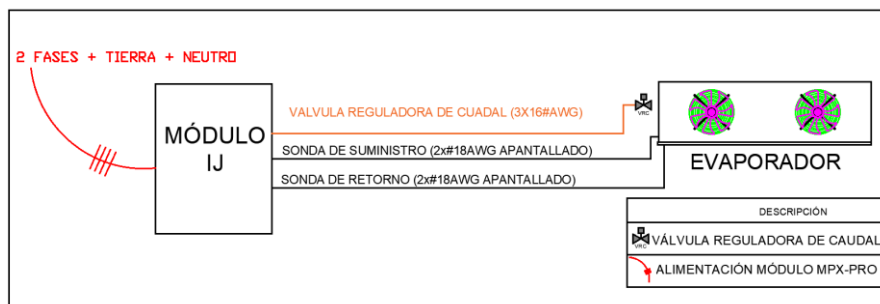 2 FASES + TIERRA + NEUTRO
MÓDULO
IJ
VALVULA REGULADORA DE CUADAL (3X16#AWG)
VRC
SONDA DE SUMINISTRO (2x#18AWG APANTALLADO)
SONDA DE RETORNO (2x#18AWG APANTALLADO)
EVAPORADOR
DESCRIPCIÓN
VRC
VÁLVULA REGULADORA DE CAUDAL
ALIMENTACIÓN MÓDULO MPX-PRO